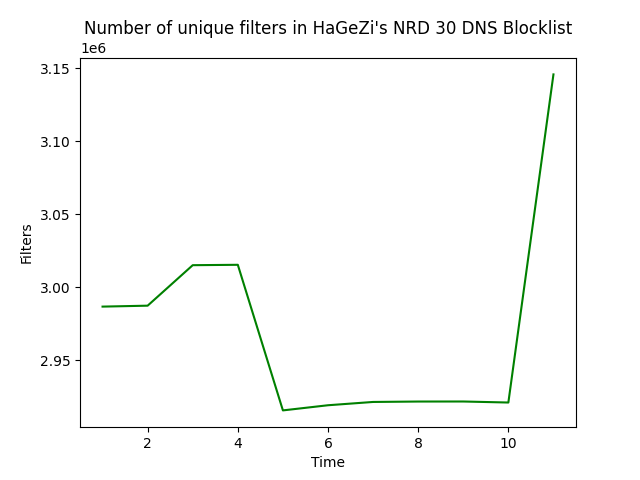 Number of unique filters in HaGeZi's NRD 30 DNS Blocklist
1e6
3.15
3.10
3.05
3.00
2.95
Filters
2 4 6 8 10
Time